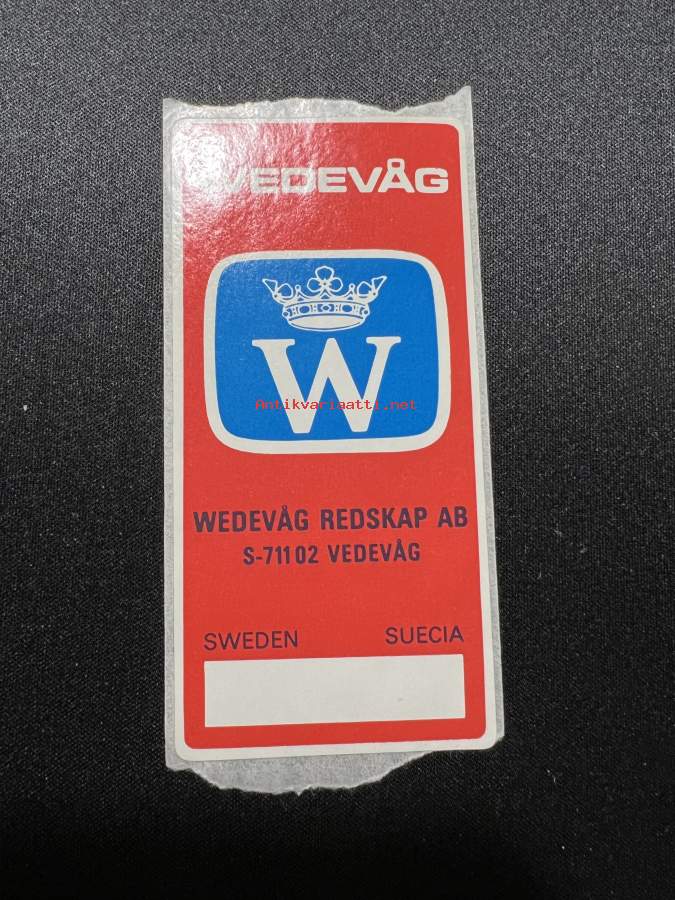 WEDEVÅG
W
Antikvariaatti.net
WEDEVÅG REDSKAP AB
S-711 02 VEDEVÅG
SWEDEN SUECIA